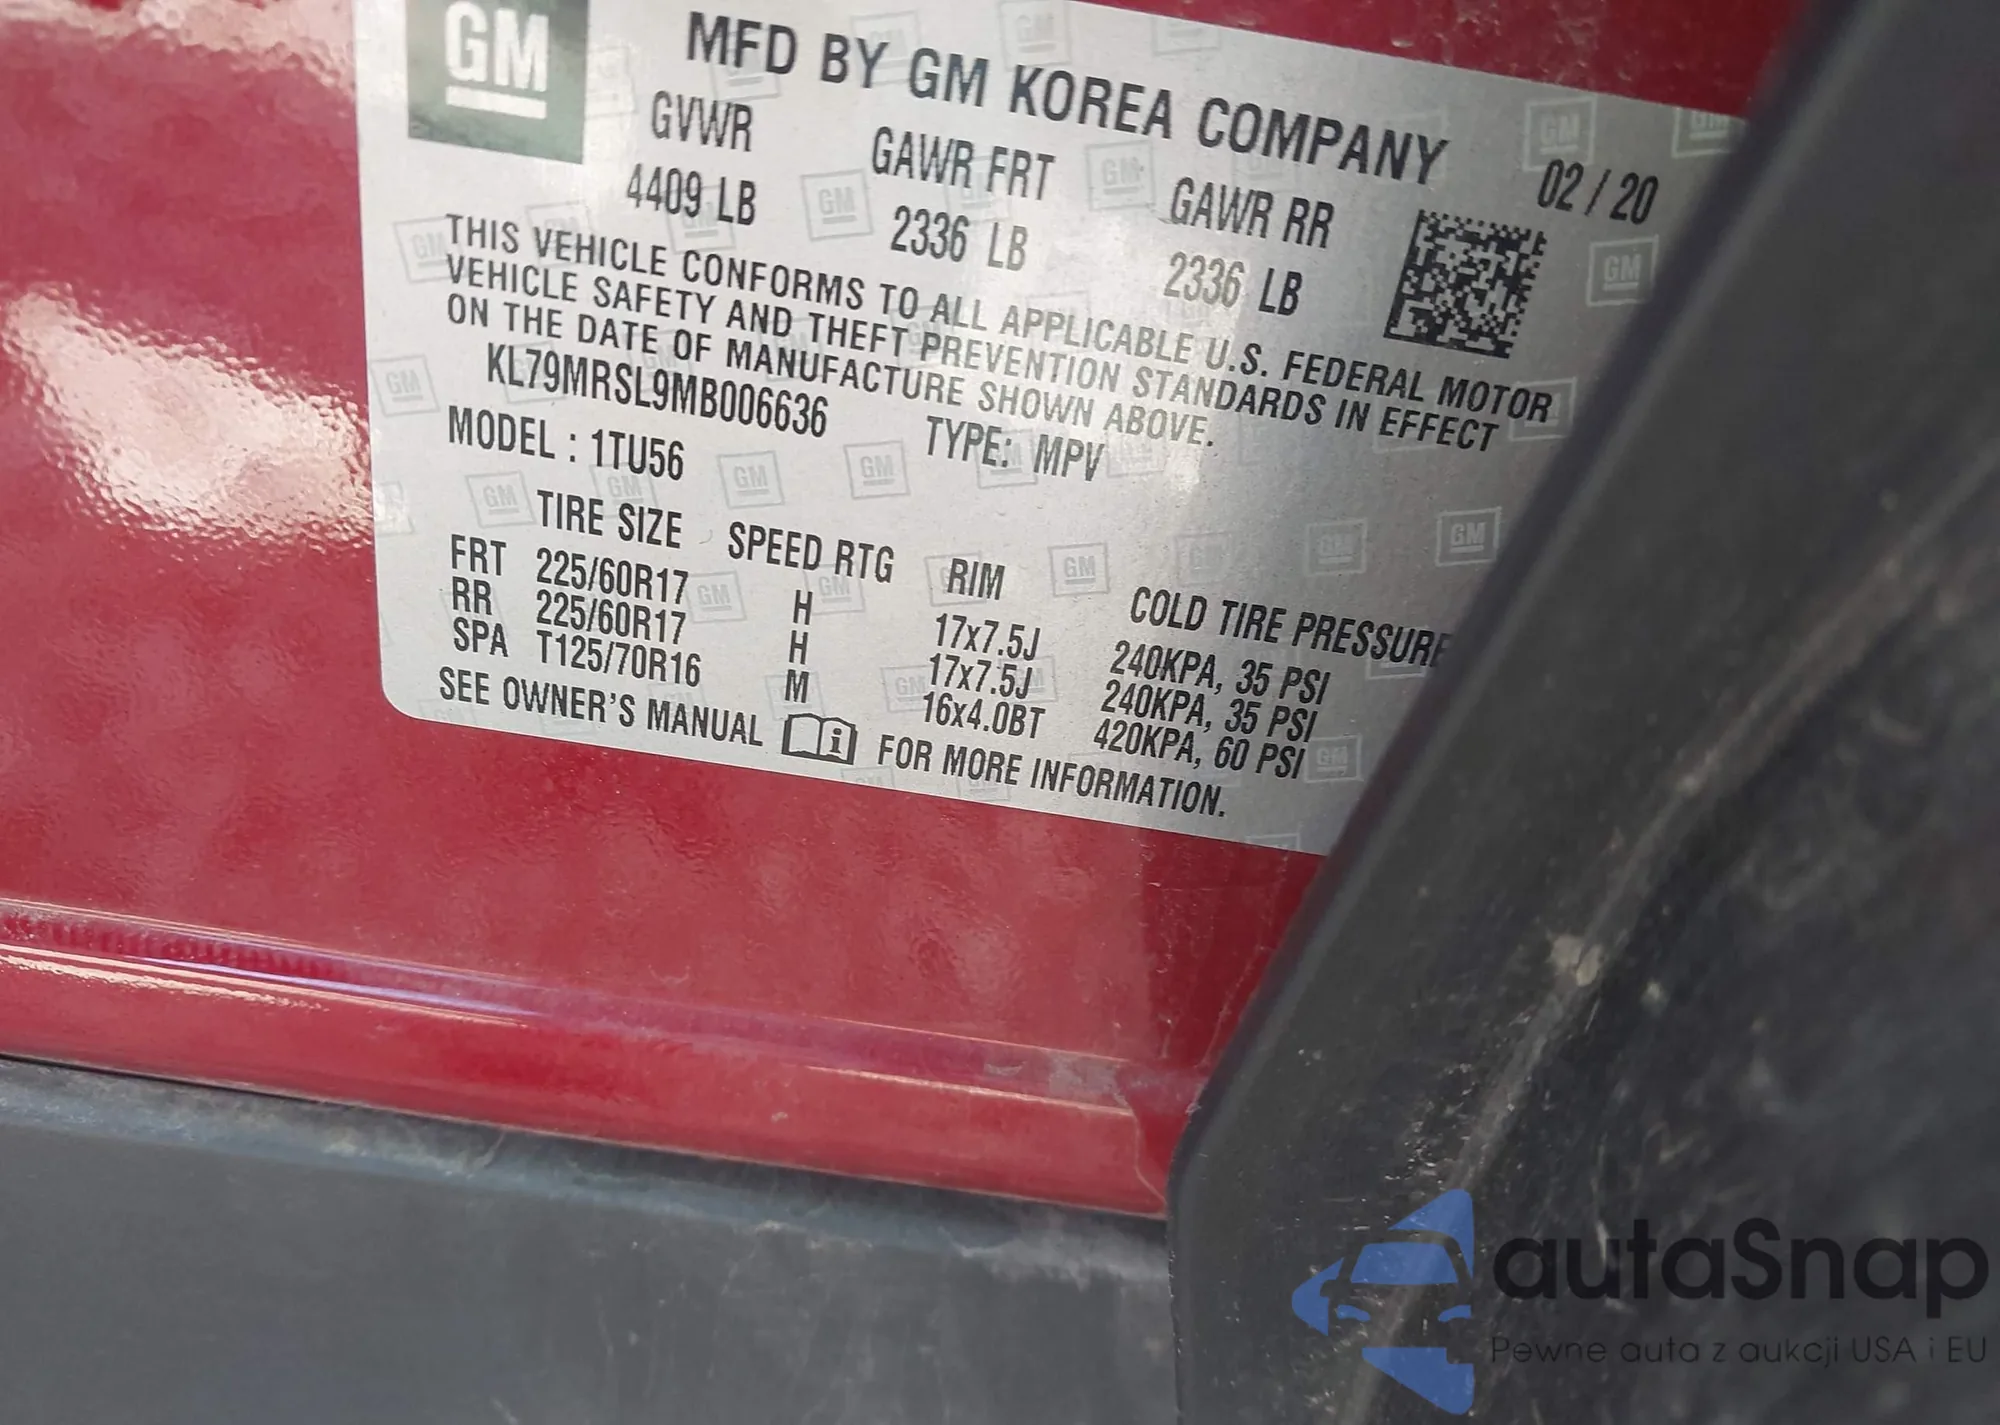 GM
MFD BY GM KOREA COMPANY
02 / 20
GVWR GAWR FRT GAWR RR
4409 LB 2336 LB 2336 LB
THIS VEHICLE CONFORMS TO ALL APPLICABLE U.S. FEDERAL MOTOR
VEHICLE SAFETY AND THEFT PREVENTION STANDARDS IN EFFECT
ON THE DATE OF MANUFACTURE SHOWN ABOVE.
KL79MRSL9MB006636 TYPE: MPV
MODEL : 1TU56
TIRE SIZE SPEED RTG RIM COLD TIRE PRESSURE
FRT 225/60R17 H 17x7.5J 240KPA, 35 PSI
RR 225/60R17 H 17x7.5J 240KPA, 35 PSI
SPA T125/70R16 M 16x4.0BT 420KPA, 60 PSI
SEE OWNER'S MANUAL i FOR MORE INFORMATION.
autaSnap
Pewne auta z aukcji USA i EU